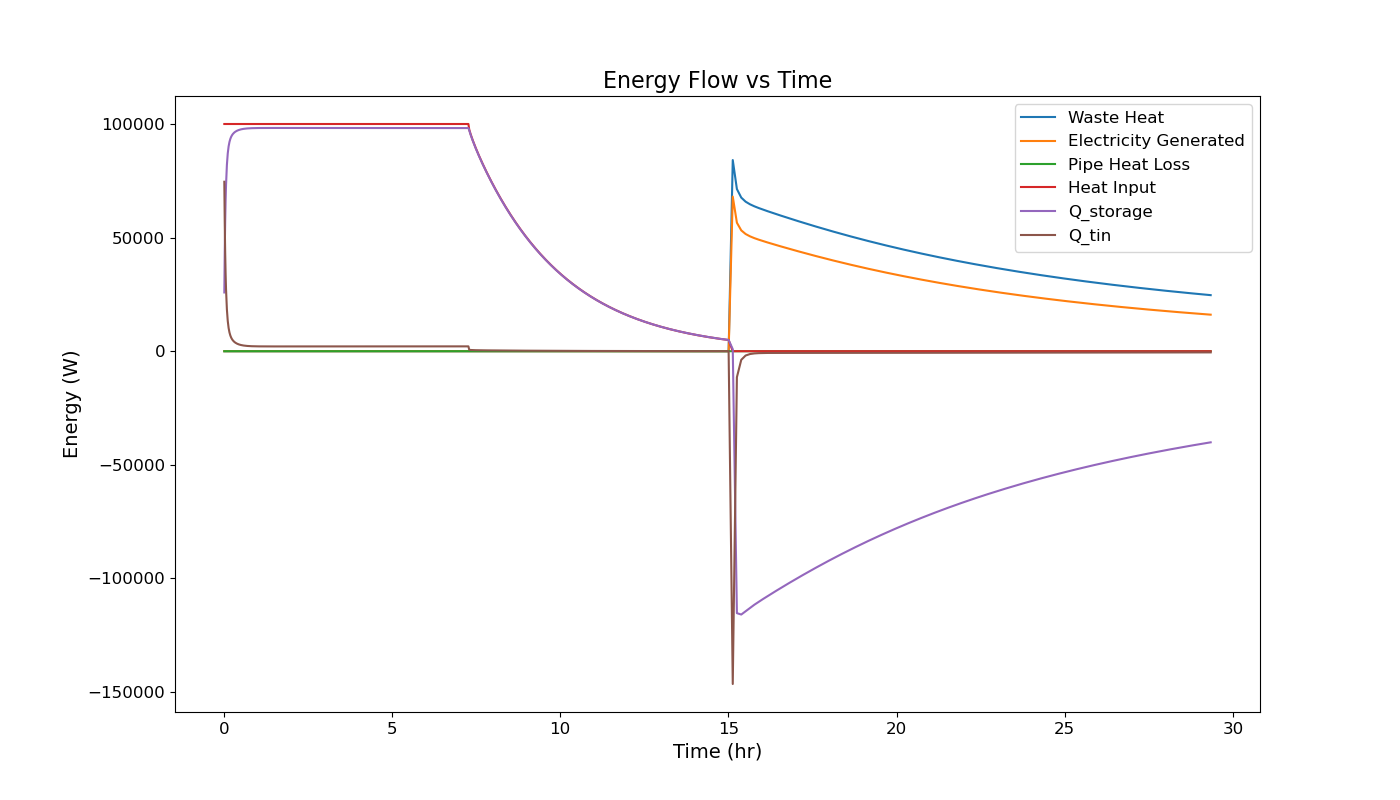 Energy Flow vs Time
Waste Heat
Electricity Generated
Pipe Heat Loss
Heat Input
Q_storage
Q_tin
100000
50000
0
−50000
−100000
−150000
Energy (W)
0 5 10 15 20 25 30
Time (hr)